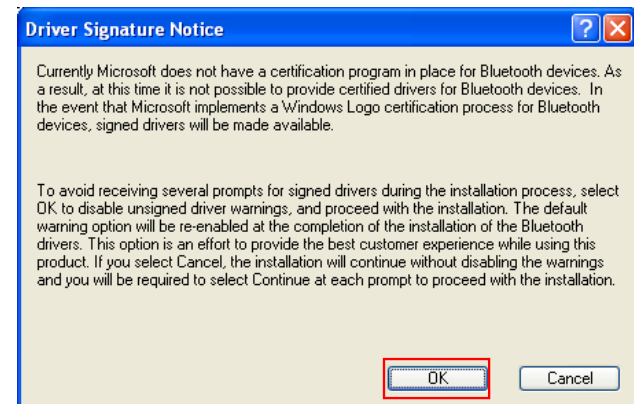 Driver Signature Notice
Currently Microsoft does not have a certification program in place for Bluetooth devices. As
a result, at this time it is not possible to provide certified drivers for Bluetooth devices. In
the event that Microsoft implements a Windows Logo certification process for Bluetooth
devices, signed drivers will be made available.
To avoid receiving several prompts for signed drivers during the installation process, select
OK to disable unsigned driver warnings, and proceed with the installation. The default
warning option will be re-enabled at the completion of the installation of the Bluetooth
drivers. This option is an effort to provide the best customer experience while using this
product. If you select Cancel, the installation will continue without disabling the warnings
and you will be required to select Continue at each prompt to proceed with the installation.
OK Cancel